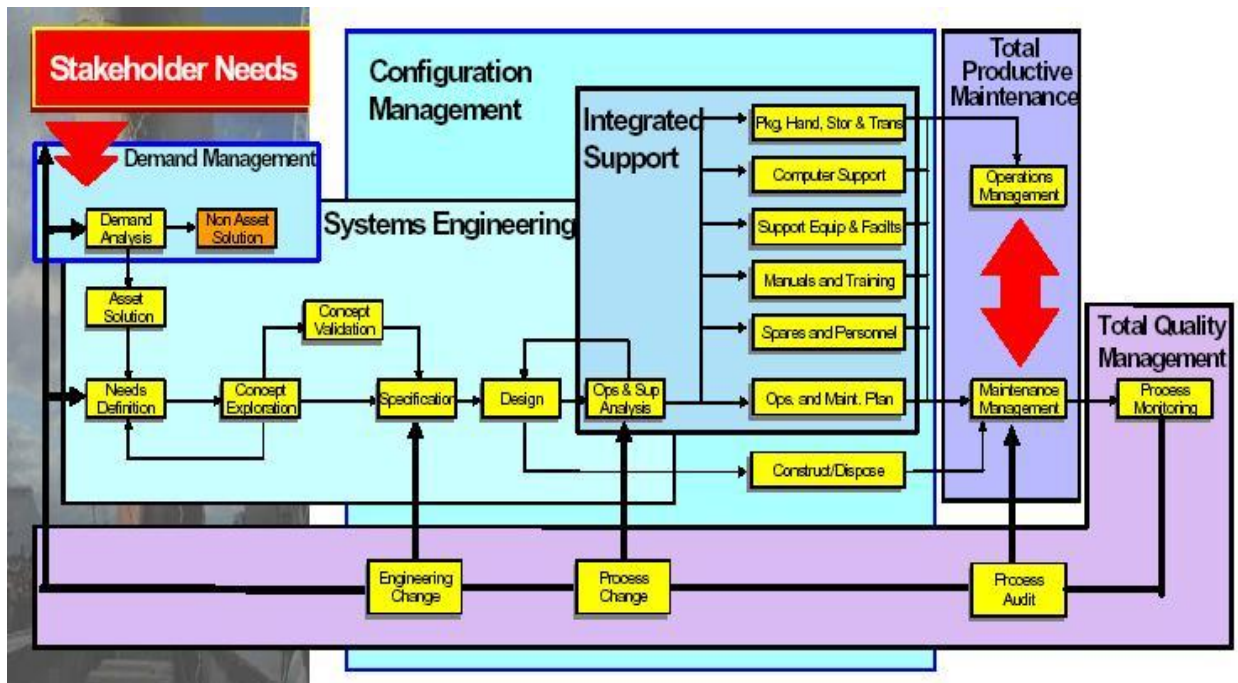 Stakeholder Needs
Configuration
Management
Total
Productive
Maintenance
Integrated
Support
Pkg, Hand, Stor & Trans
Demand Management
Computer Support
Operations
Management
Demand
Analysis
Non Asset
Solution
Systems Engineering
Support Equip & Facilts
Manuals and Training
Asset
Solution
Concept
Validation
Spares and Personnel
Total Quality
Management
Needs
Definition
Concept
Exploration
Specification
Design
Ops & Sup
Analysis
Ops. and Maint. Plan
Maintenance
Management
Process
Monitoring
Construct/Dispose
Engineering
Change
Process
Change
Process
Audit